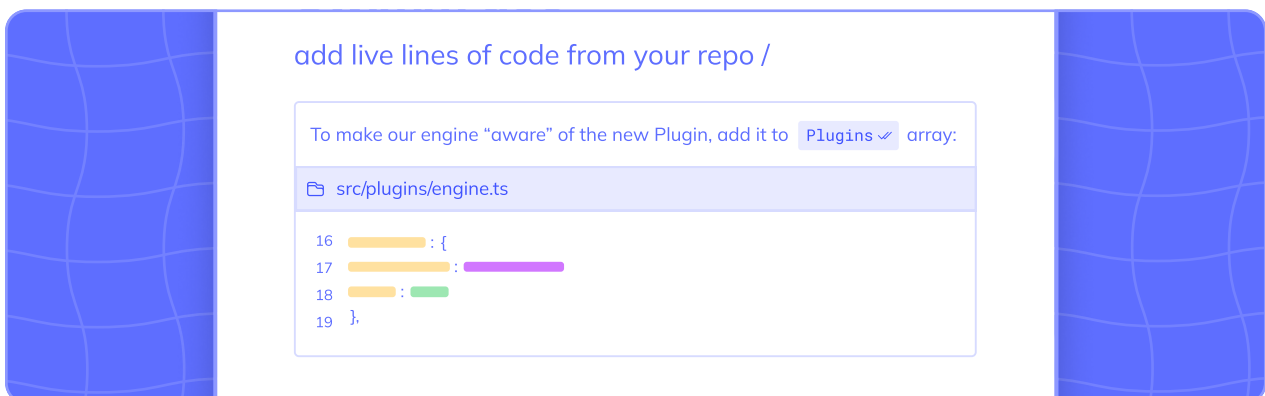 add live lines of code from your repo /
To make our engine “aware” of the new Plugin, add it to Plugins array:
src/plugins/engine.ts
16 : {
17 :
18 :
19 },